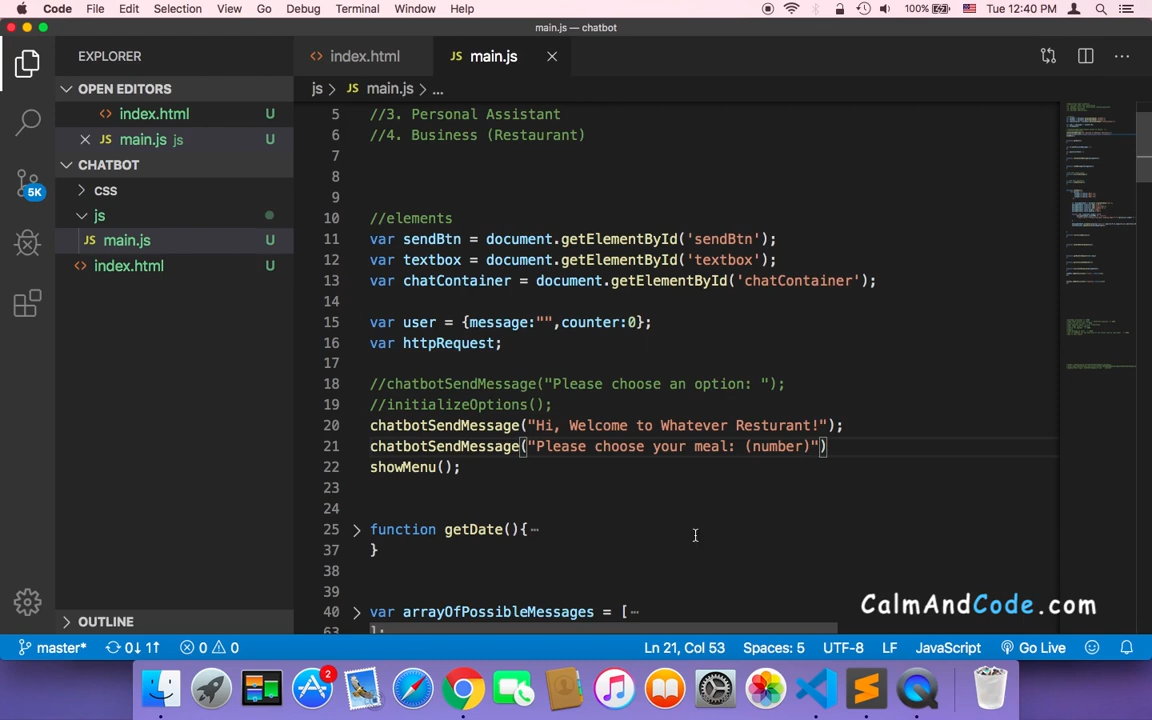 Code File Edit Selection View Go Debug Terminal Window Help 100% Tue 12:40 PM
main.js — chatbot
EXPLORER
OPEN EDITORS
index.html U
main.js js U
CHATBOT
css
js
main.js U
index.html U
OUTLINE
5K
index.html
JS main.js
js > JS main.js > ...
5 //3. Personal Assistant
6 //4. Business (Restaurant)
7
8
9
10 //elements
11 var sendBtn = document.getElementById('sendBtn');
12 var textbox = document.getElementById('textbox');
13 var chatContainer = document.getElementById('chatContainer');
14
15 var user = {message:"",counter:0};
16 var httpRequest;
17
18 //chatbotSendMessage("Please choose an option: ");
19 //initializeOptions();
20 chatbotSendMessage("Hi, Welcome to Whatever Resturant!");
21 chatbotSendMessage("Please choose your meal: (number)")
22 showMenu();
23
24
25 function getDate(){
37 }
38
39
40 var arrayOfPossibleMessages = [
63 ];
CalmAndCode.com
master* 0↓ 1↑ 0 0 Ln 21, Col 53 Spaces: 5 UTF-8 LF JavaScript Go Live
2